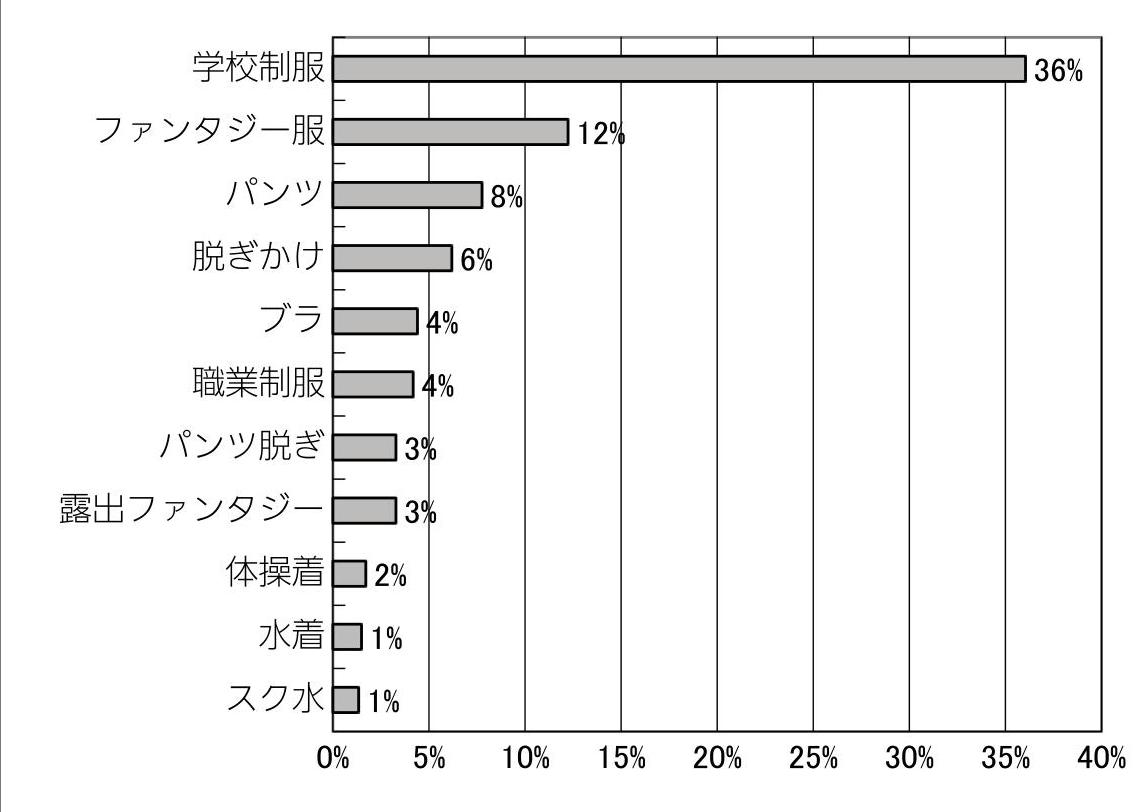 学校制服 36%
ファンタジー服 12%
パンツ 8%
脱ぎかけ 6%
ブラ 4%
職業制服 4%
パンツ脱ぎ 3%
露出ファンタジー 3%
体操着 2%
水着 1%
スク水 1%
0% 5% 10% 15% 20% 25% 30% 35% 40%